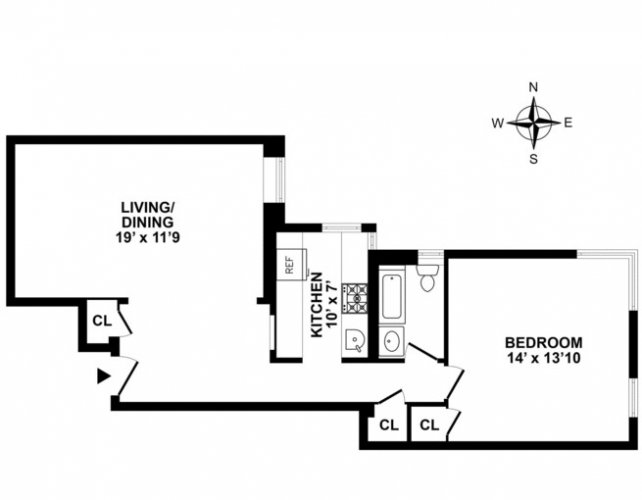 N
W E
S
LIVING/
DINING
19' x 11'9
REF
KITCHEN
10' x 7'
CL
BEDROOM
14' x 13'10
CL
CL